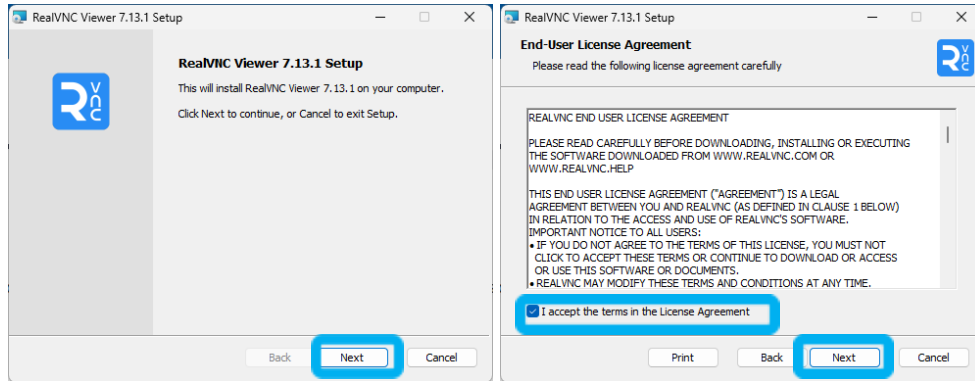 RealVNC Viewer 7.13.1 Setup
RealVNC Viewer 7.13.1 Setup
This will install RealVNC Viewer 7.13.1 on your computer.
Click Next to continue, or Cancel to exit Setup.
Back Next Cancel
RealVNC Viewer 7.13.1 Setup
End-User License Agreement
Please read the following license agreement carefully
REALVNC END USER LICENSE AGREEMENT
PLEASE READ CAREFULLY BEFORE DOWNLOADING, INSTALLING OR EXECUTING
THE SOFTWARE DOWNLOADED FROM WWW.REALVNC.COM OR
WWW.REALVNC.HELP
THIS END USER LICENSE AGREEMENT ("AGREEMENT") IS A LEGAL
AGREEMENT BETWEEN YOU AND REALVNC (AS DEFINED IN CLAUSE 1 BELOW)
IN RELATION TO THE ACCESS AND USE OF REALVNC'S SOFTWARE.
IMPORTANT NOTICE TO ALL USERS:
• IF YOU DO NOT AGREE TO THE TERMS OF THIS LICENSE, YOU MUST NOT
CLICK TO ACCEPT THESE TERMS OR CONTINUE TO DOWNLOAD OR ACCESS
OR USE THIS SOFTWARE OR DOCUMENTS.
• REALVNC MAY MODIFY THESE TERMS AND CONDITIONS AT ANY TIME.
I accept the terms in the License Agreement
Print Back Next Cancel